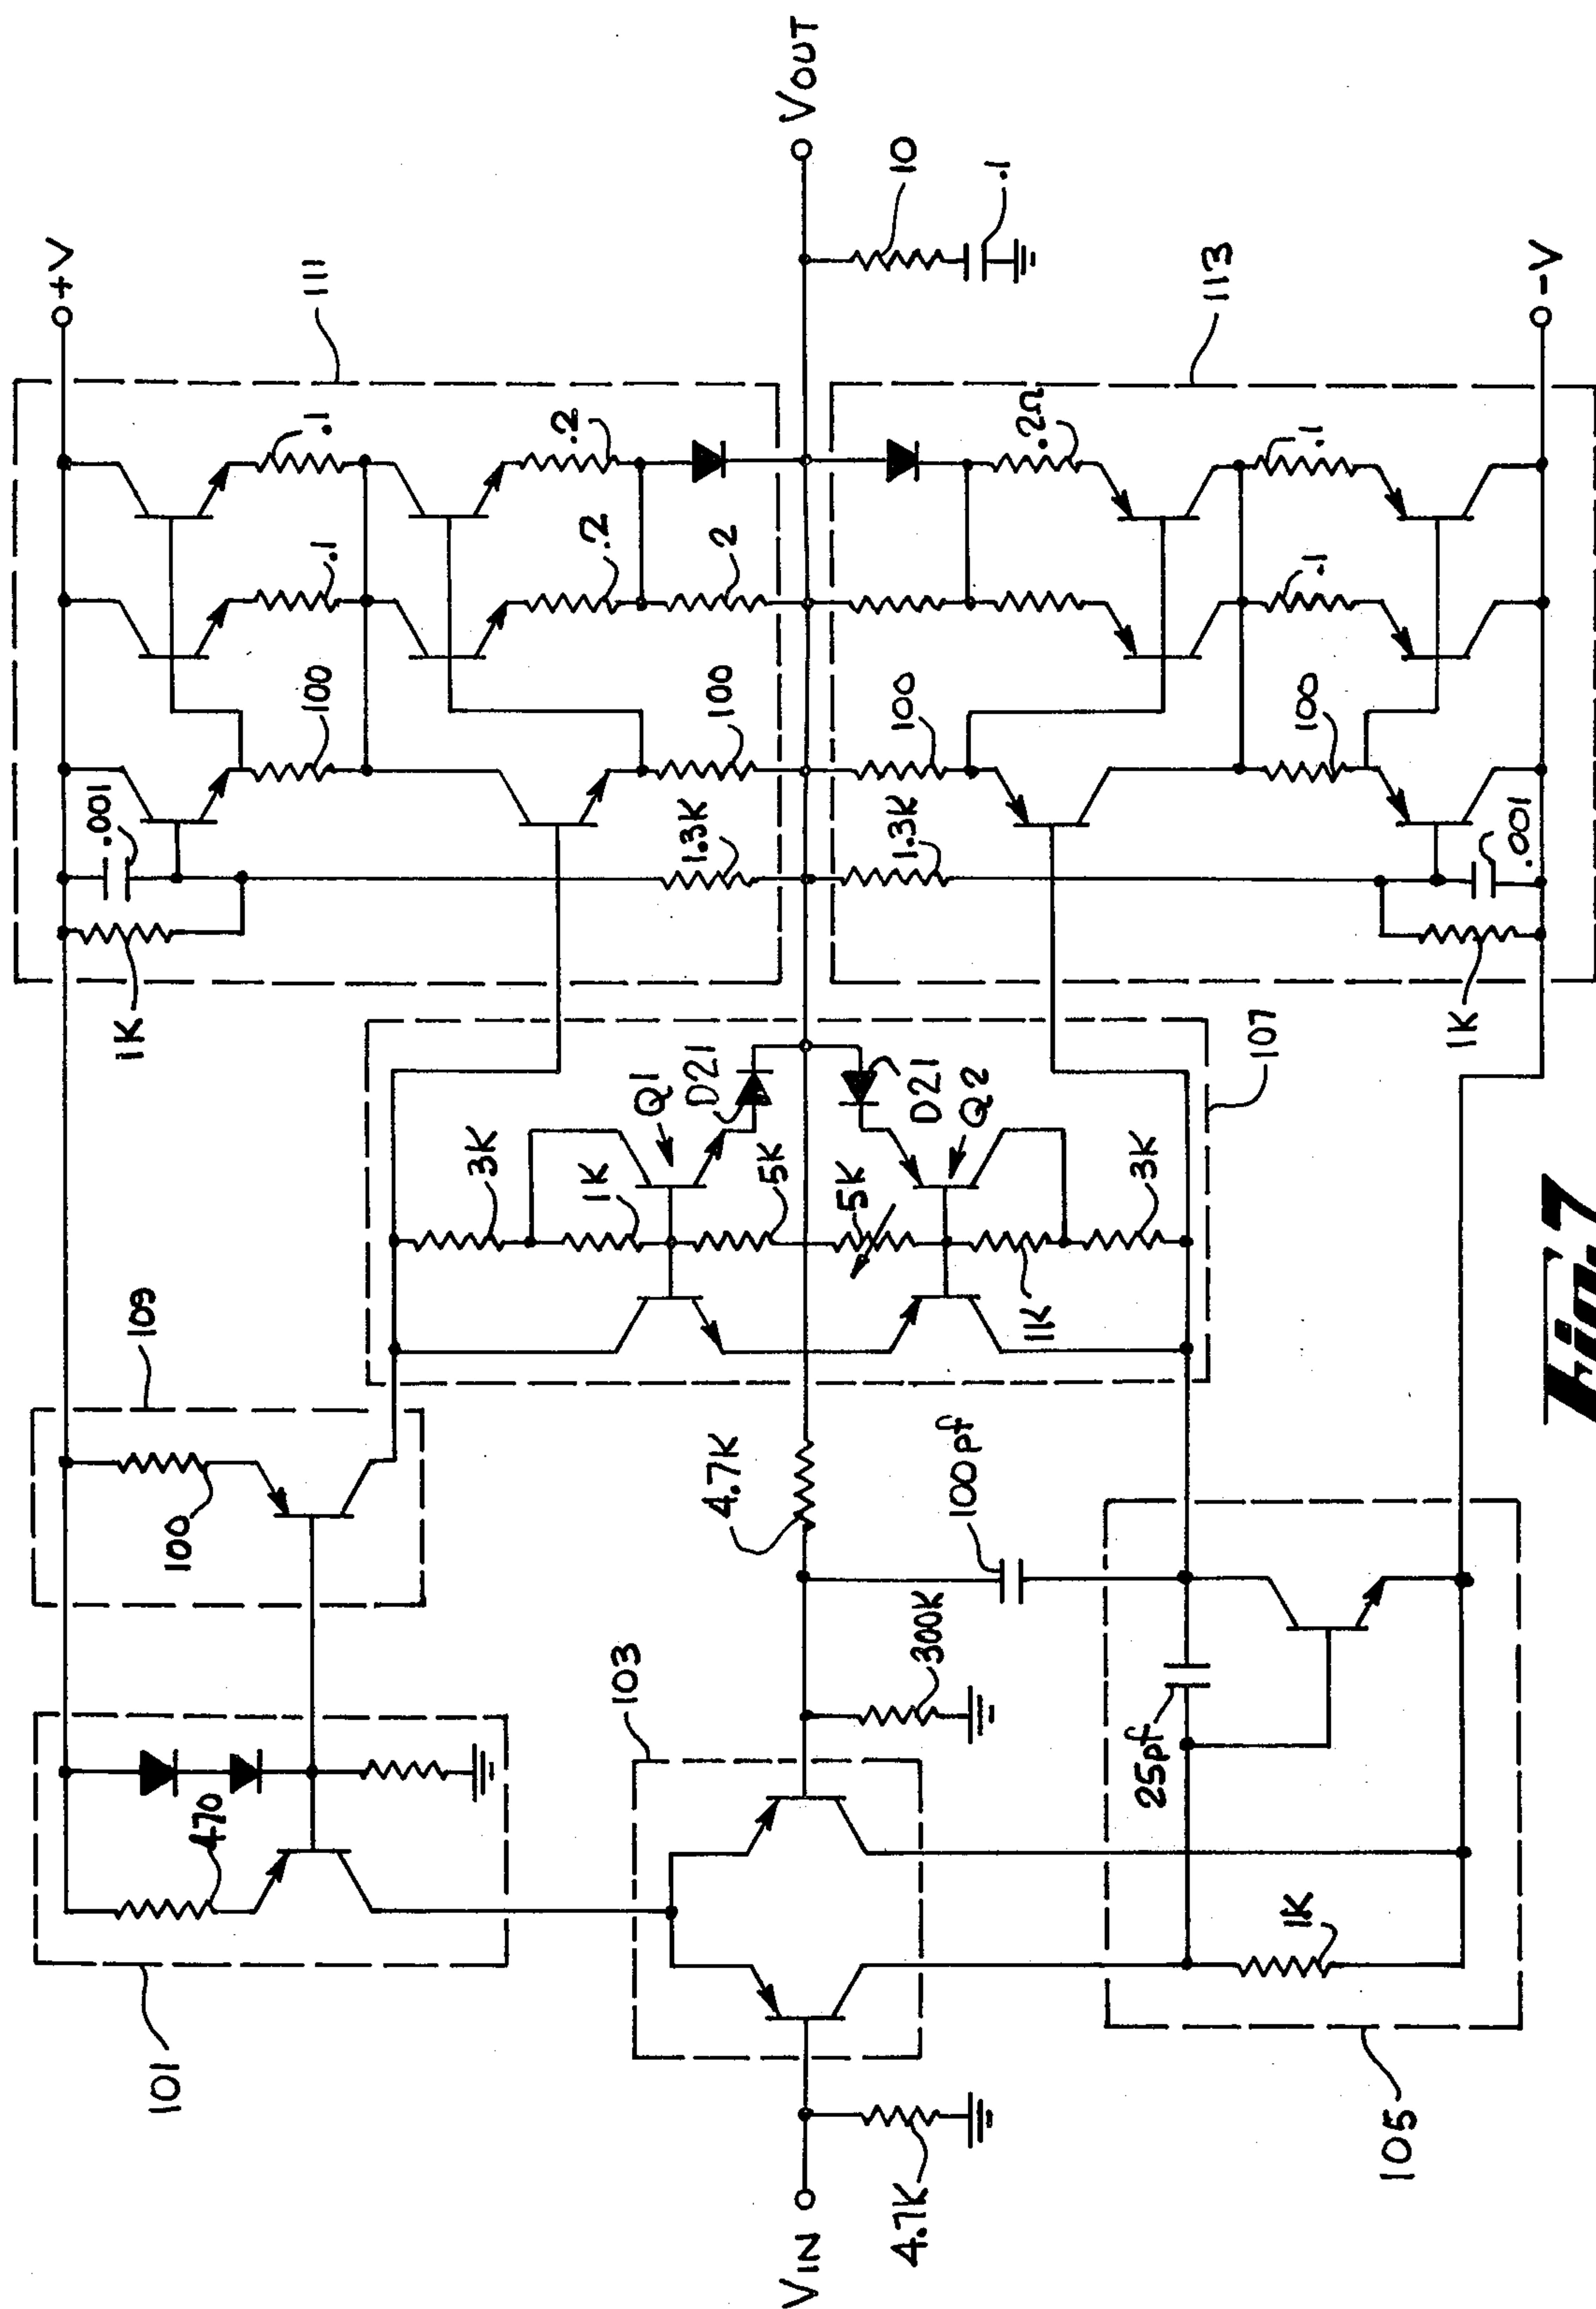 +V
111
.1
.2
.1
.2
2
100
100
.001
1.3K
1K
VOUT
10
.1
113
-V
.2Ω
.1
.1
100
100
1.3K
.001
1K
107
3K
Q1
D21
1K
5K
5K
D21
Q2
1K
3K
109
100
4.7K
100pf
103
300K
470
101
25pf
1K
105
VIN
4.7K
Fig. 7